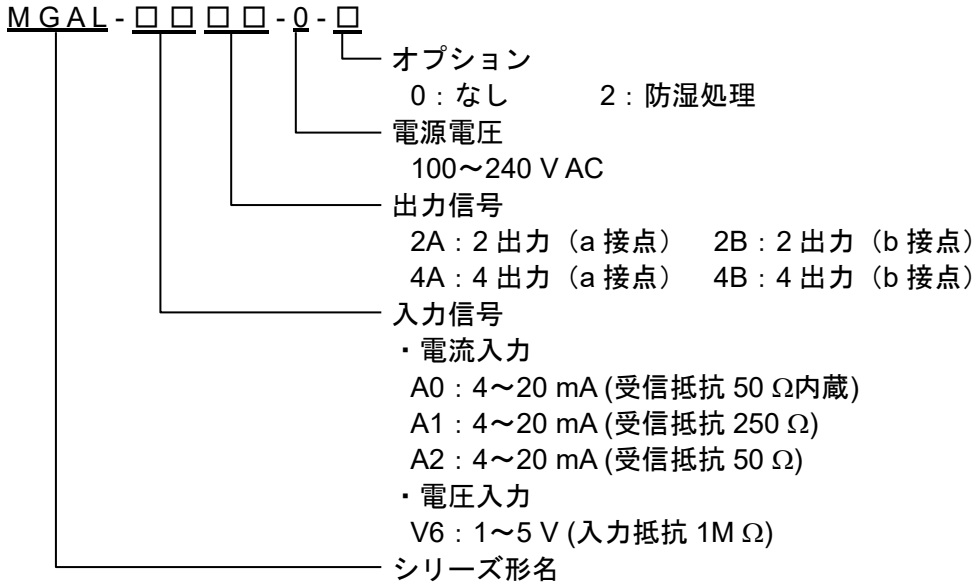 MGAL-□□□□-0-□
オプション
0：なし 2：防湿処理
電源電圧
100～240 V AC
出力信号
2A：2 出力（a 接点） 2B：2 出力（b 接点）
4A：4 出力（a 接点） 4B：4 出力（b 接点）
入力信号
・電流入力
A0：4～20 mA (受信抵抗 50 Ω内蔵)
A1：4～20 mA (受信抵抗 250 Ω)
A2：4～20 mA (受信抵抗 50 Ω)
・電圧入力
V6：1～5 V (入力抵抗 1M Ω)
シリーズ形名